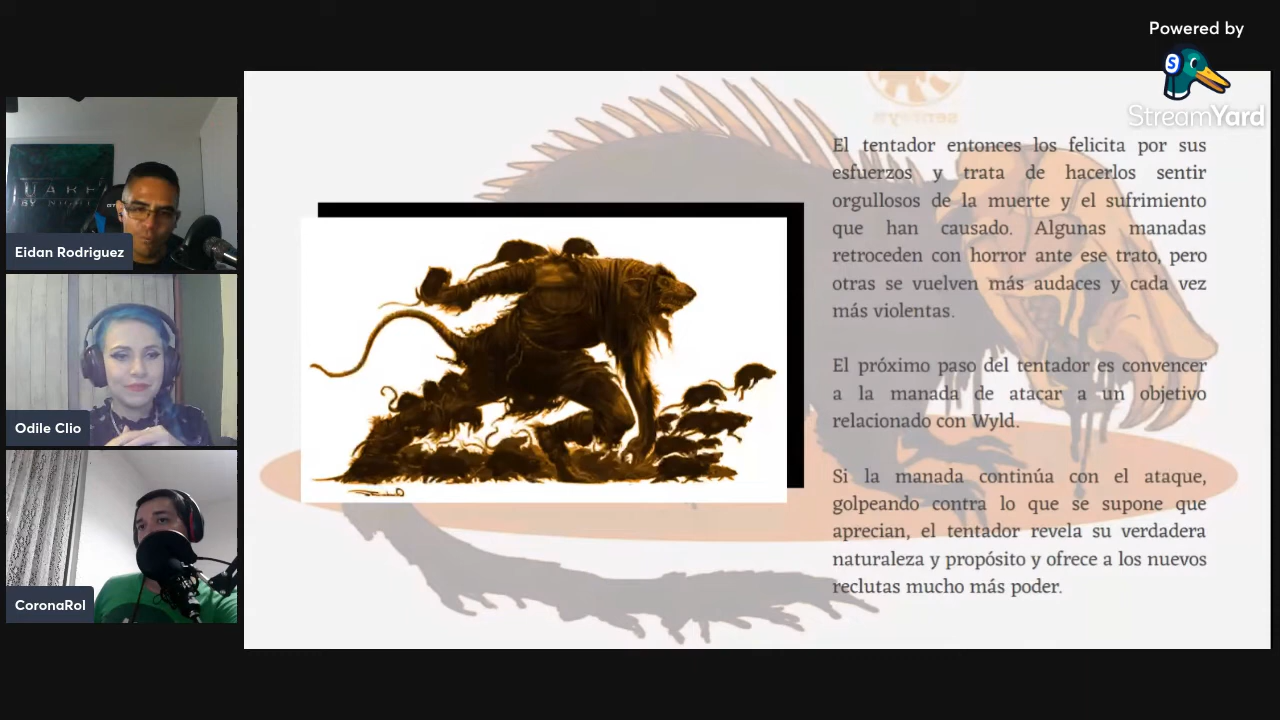 Powered by
S
StreamYard
El tentador entonces los felicita por sus
esfuerzos y trata de hacerlos sentir
orgullosos de la muerte y el sufrimiento
que han causado. Algunas manadas
retroceden con horror ante ese trato, pero
otras se vuelven más audaces y cada vez
más violentas.
El próximo paso del tentador es convencer
a la manada de atacar a un objetivo
relacionado con Wyld.
Si la manada continúa con el ataque,
golpeando contra lo que se supone que
aprecian, el tentador revela su verdadera
naturaleza y propósito y ofrece a los nuevos
reclutas mucho más poder.
BY NIGHT
Eidan Rodriguez
Odile Clio
CoronaRol